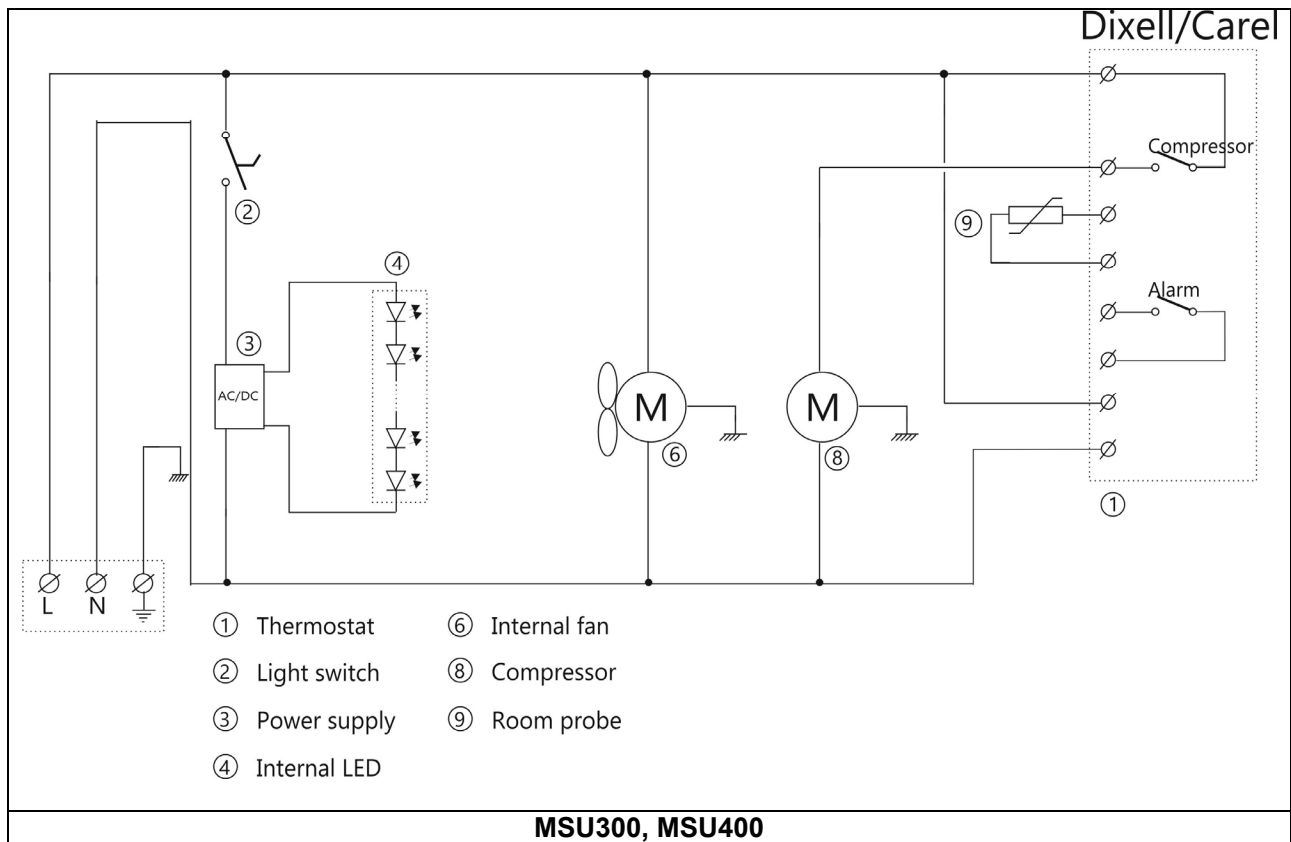 Dixell/Carel
Compressor
②
⑨
④
Alarm
③
AC/DC
M
M
⑥
⑧
①
L N
① Thermostat ⑥ Internal fan
② Light switch ⑧ Compressor
③ Power supply ⑨ Room probe
④ Internal LED
MSU300, MSU400